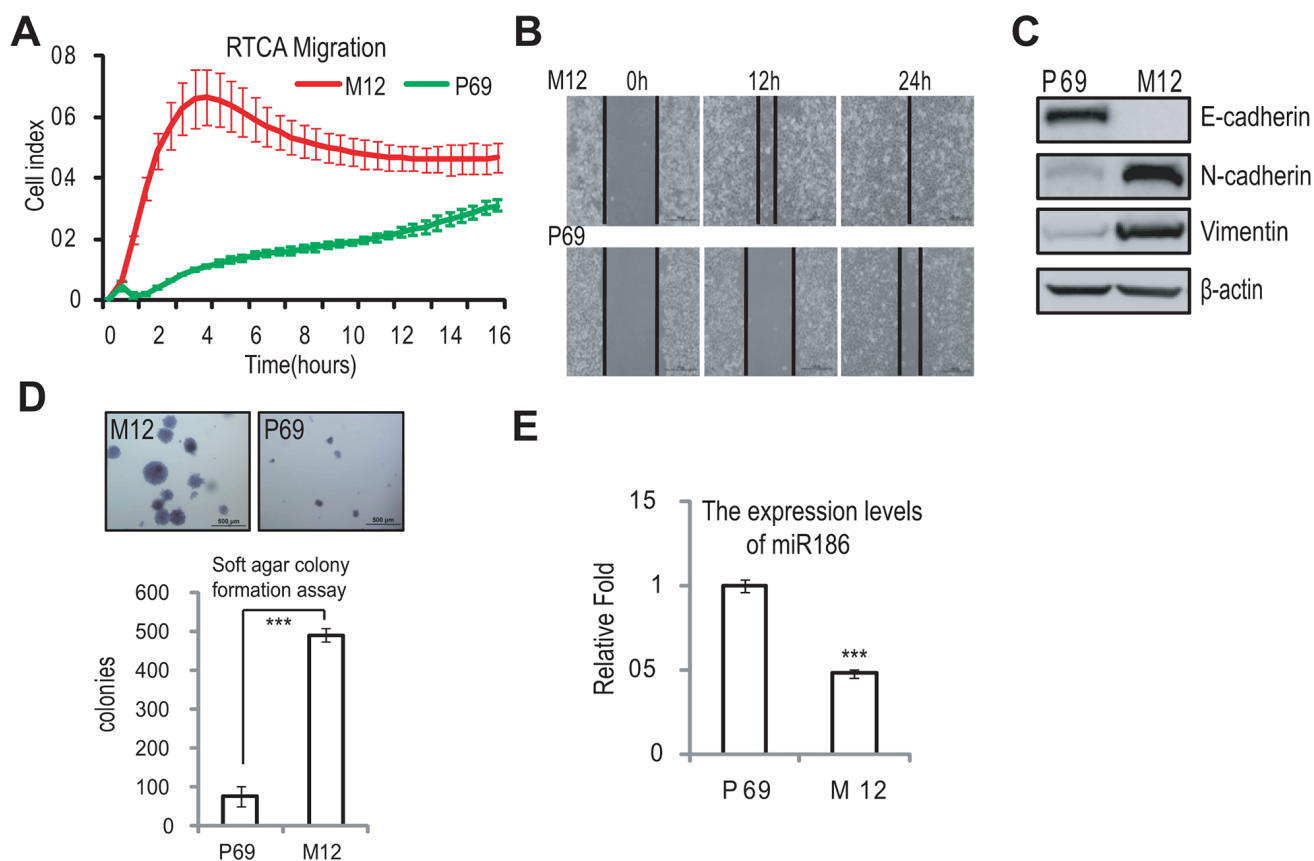 A
RTCA Migration
M12
P69
08
06
04
02
0
Cell index
0 2 4 6 8 10 12 14 16
Time(hours)
B
M12 0h 12h 24h
P69
C
P69 M12
E-cadherin
N-cadherin
Vimentin
β-actin
D
M12
500 µm
P69
500 µm
Soft agar colony
formation assay
600
500
400
300
200
100
0
colonies
***
P69 M12
E
The expression levels
of miR186
15
1
05
0
Relative Fold
***
P 69 M 12